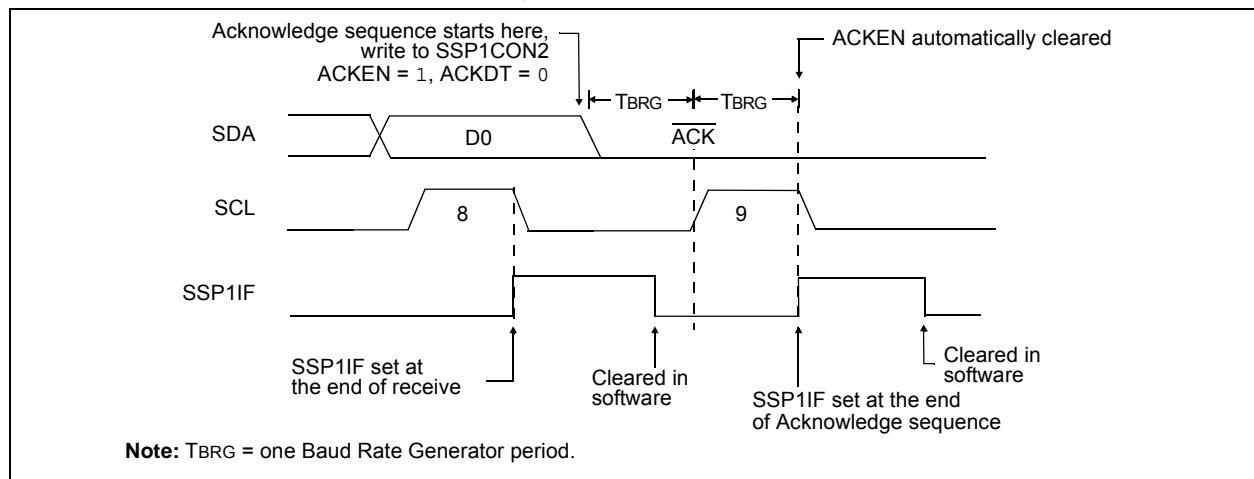 Acknowledge sequence starts here,
write to SSP1CON2
ACKEN = 1, ACKDT = 0
ACKEN automatically cleared
TBRG
TBRG
SDA
D0
ACK
SCL
8
9
SSP1IF
SSP1IF set at
the end of receive
Cleared in
software
SSP1IF set at the end
of Acknowledge sequence
Cleared in
software
Note: TBRG = one Baud Rate Generator period.